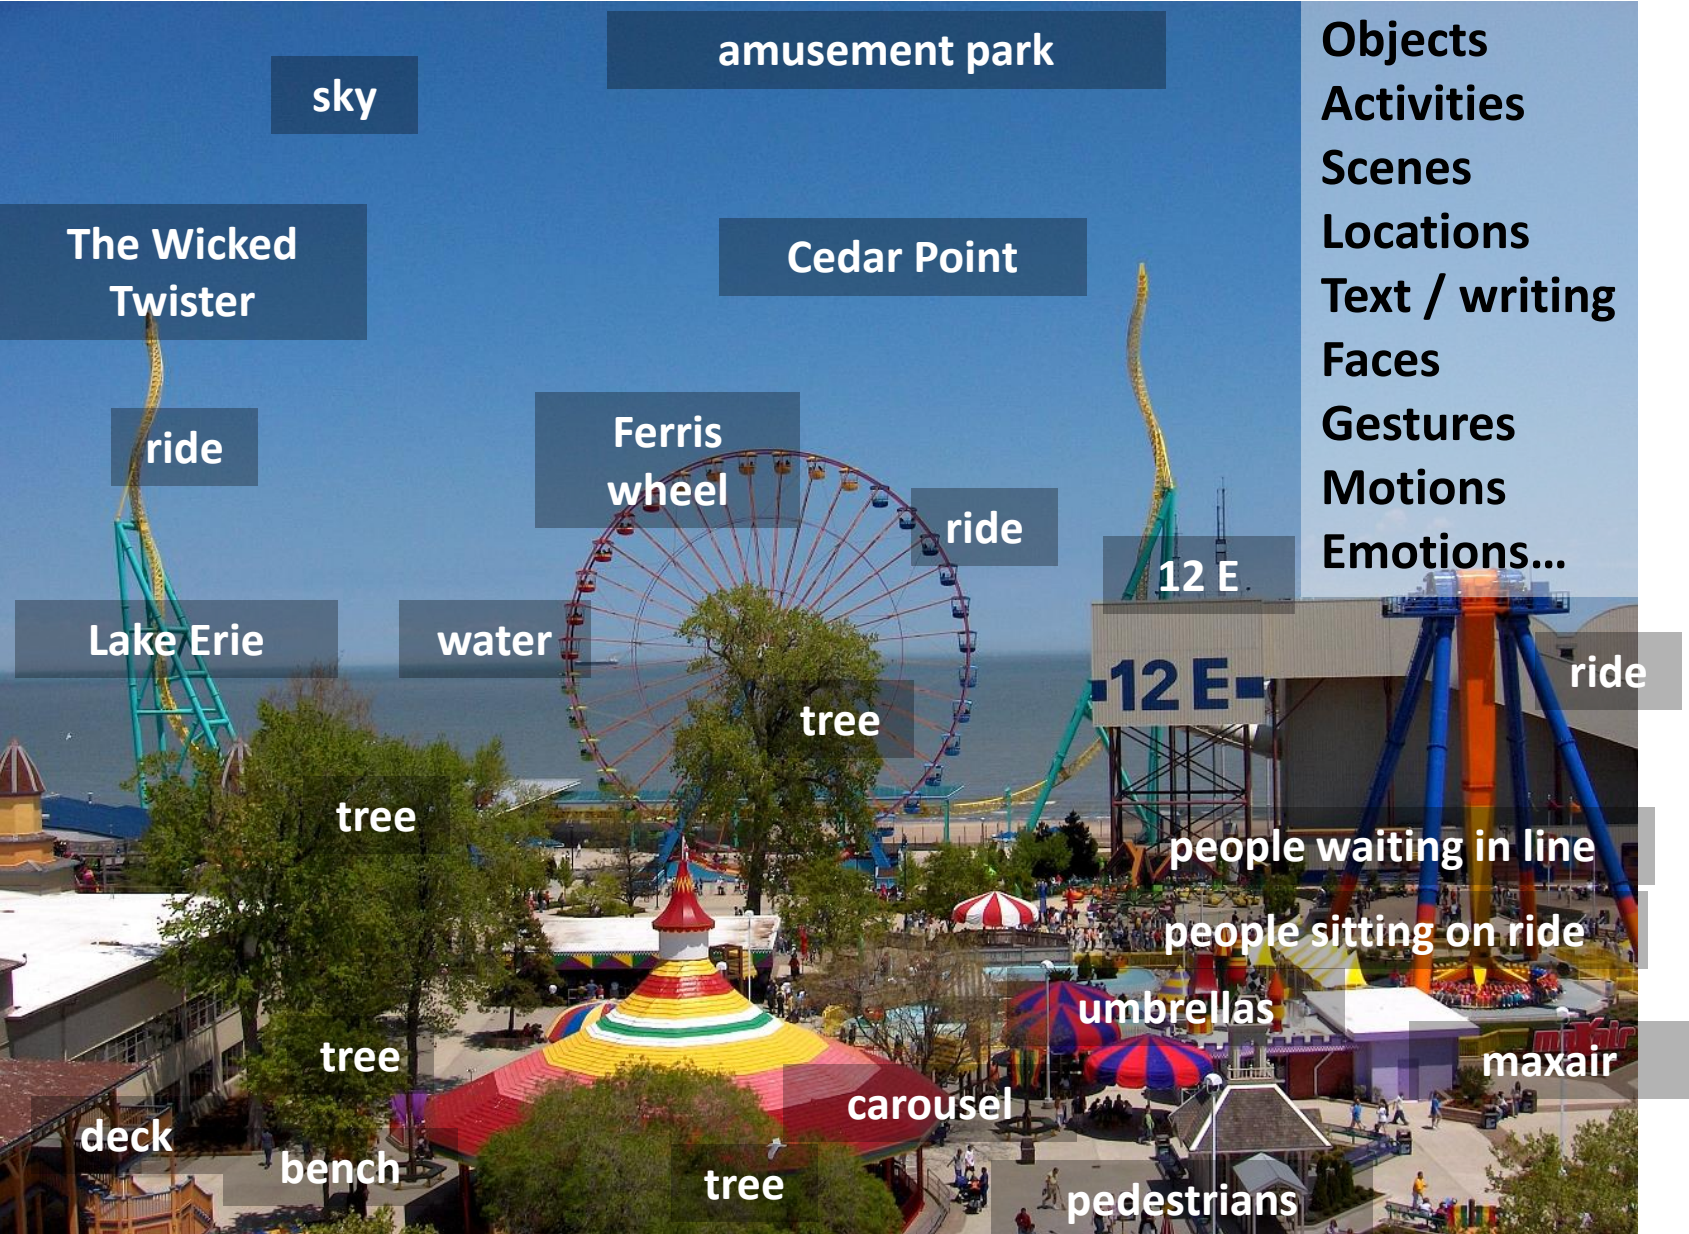 amusement park
sky
Objects
Activities
Scenes
Locations
Text / writing
Faces
Gestures
Motions
Emotions...
The Wicked
Twister
Cedar Point
ride
Ferris
wheel
ride
12 E
Lake Erie
water
12 E
ride
tree
tree
people waiting in line
people sitting on ride
umbrellas
maxair
maxair
tree
carousel
deck
bench
tree
pedestrians